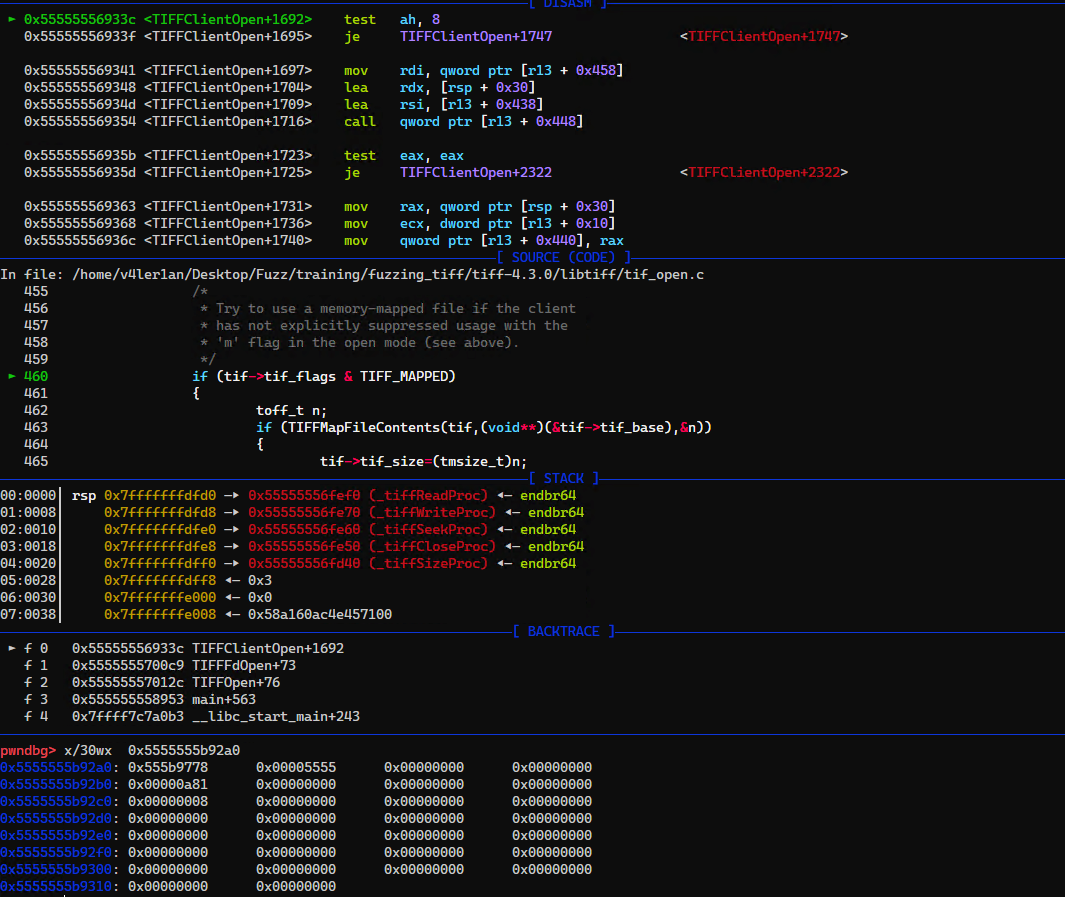 [ DISASM ]
► 0x55555556933c <TIFFClientOpen+1692> test ah, 8
0x55555556933f <TIFFClientOpen+1695> je TIFFClientOpen+1747 <TIFFClientOpen+1747>
0x555555569341 <TIFFClientOpen+1697> mov rdi, qword ptr [r13 + 0x458]
0x555555569348 <TIFFClientOpen+1704> lea rdx, [rsp + 0x30]
0x55555556934d <TIFFClientOpen+1709> lea rsi, [r13 + 0x438]
0x555555569354 <TIFFClientOpen+1716> call qword ptr [r13 + 0x448]
0x55555556935b <TIFFClientOpen+1723> test eax, eax
0x55555556935d <TIFFClientOpen+1725> je TIFFClientOpen+2322 <TIFFClientOpen+2322>
0x555555569363 <TIFFClientOpen+1731> mov rax, qword ptr [rsp + 0x30]
0x555555569368 <TIFFClientOpen+1736> mov ecx, dword ptr [r13 + 0x10]
0x55555556936c <TIFFClientOpen+1740> mov qword ptr [r13 + 0x440], rax
[ SOURCE (CODE) ]
In file: /home/v4ler1an/Desktop/Fuzz/training/fuzzing_tiff/tiff-4.3.0/libtiff/tif_open.c
455 /*
456 * Try to use a memory-mapped file if the client
457 * has not explicitly suppressed usage with the
458 * 'm' flag in the open mode (see above).
459 */
► 460 if (tif->tif_flags & TIFF_MAPPED)
461 {
462 toff_t n;
463 if (TIFFMapFileContents(tif,(void**)(&tif->tif_base),&n))
464 {
465 tif->tif_size=(tmsize_t)n;
[ STACK ]
00:0000│ rsp 0x7fffffffdfd0 —▸ 0x55555556fef0 (_tiffReadProc) ◂— endbr64
01:0008│ 0x7fffffffdfd8 —▸ 0x55555556fe70 (_tiffWriteProc) ◂— endbr64
02:0010│ 0x7fffffffdfe0 —▸ 0x55555556fe60 (_tiffSeekProc) ◂— endbr64
03:0018│ 0x7fffffffdfe8 —▸ 0x55555556fe50 (_tiffCloseProc) ◂— endbr64
04:0020│ 0x7fffffffdff0 —▸ 0x55555556fd40 (_tiffSizeProc) ◂— endbr64
05:0028│ 0x7fffffffdff8 ◂— 0x3
06:0030│ 0x7fffffffe000 ◂— 0x0
07:0038│ 0x7fffffffe008 ◂— 0x58a160ac4e457100
[ BACKTRACE ]
► f 0 0x55555556933c TIFFClientOpen+1692
f 1 0x5555555700c9 TIFFFdOpen+73
f 2 0x55555557012c TIFFOpen+76
f 3 0x555555558953 main+563
f 4 0x7ffff7c7a0b3 __libc_start_main+243
pwndbg> x/30wx 0x5555555b92a0
0x5555555b92a0: 0x555b9778 0x00005555 0x00000000 0x00000000
0x5555555b92b0: 0x00000a81 0x00000000 0x00000000 0x00000000
0x5555555b92c0: 0x00000008 0x00000000 0x00000000 0x00000000
0x5555555b92d0: 0x00000000 0x00000000 0x00000000 0x00000000
0x5555555b92e0: 0x00000000 0x00000000 0x00000000 0x00000000
0x5555555b92f0: 0x00000000 0x00000000 0x00000000 0x00000000
0x5555555b9300: 0x00000000 0x00000000 0x00000000 0x00000000
0x5555555b9310: 0x00000000 0x00000000